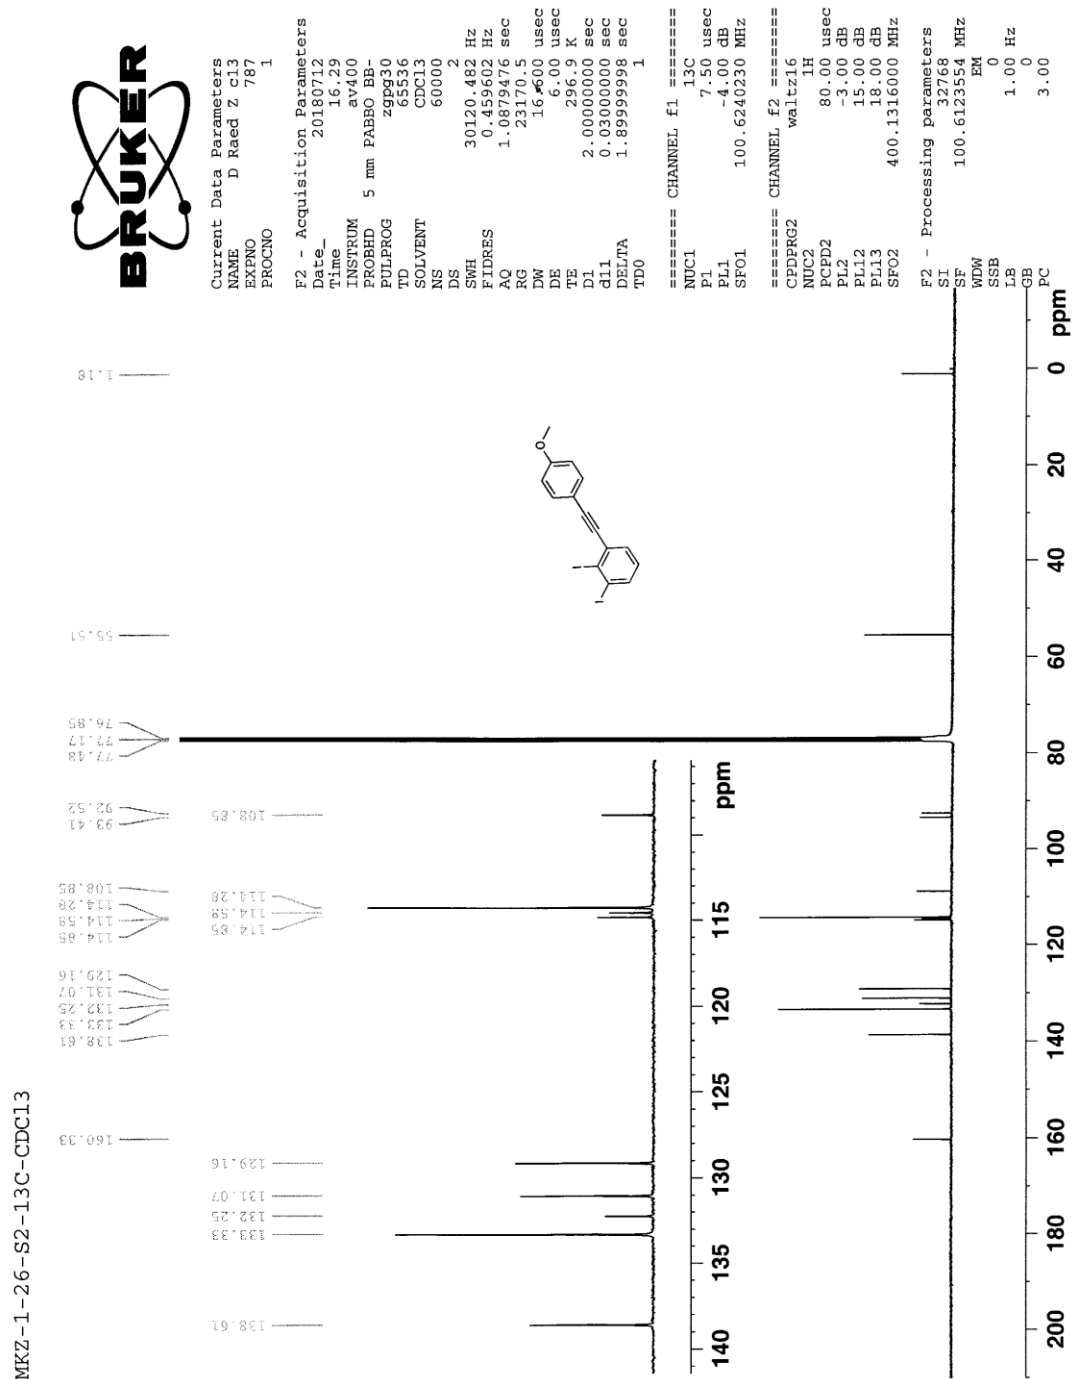 MKZ-1-26-S2-13C-CDCl3
160.33
138.61
133.33
132.25
131.07
129.16
114.65
114.58
114.28
108.85
93.41
92.52
77.48
77.17
76.85
55.51
1.18
138.61
133.33
132.25
131.07
129.16
114.65
114.58
114.28
108.85
140 135 130 125 120 115 ppm
O
I
I
200 180 160 140 120 100 80 60 40 20 0 ppm
BRUKER
Current Data Parameters
NAME D Raed Z c13
EXPNO 787
PROCNO 1
F2 - Acquisition Parameters
Date_ 20180712
Time 16.29
INSTRUM av400
PROBHD 5 mm PABBO BB-
PULPROG zgpg30
TD 65536
SOLVENT CDCl3
NS 60000
DS 2
SWH 30120.482 Hz
FIDRES 0.459602 Hz
AQ 1.0879476 sec
RG 23170.5
DW 16.600 usec
DE 6.00 usec
TE 296.9 K
D1 2.00000000 sec
d11 0.03000000 sec
DELTA 1.89999998 sec
TD0 1
======== CHANNEL f1 ========
NUC1 13C
P1 7.50 usec
PL1 -4.00 dB
SFO1 100.6240230 MHz
======== CHANNEL f2 ========
CPDPRG2 waltz16
NUC2 1H
PCPD2 80.00 usec
PL2 -3.00 dB
PL12 15.00 dB
PL13 18.00 dB
SFO2 400.1316000 MHz
F2 - Processing parameters
SI 32768
SF 100.6123554 MHz
WDW EM
SSB 0
LB 1.00 Hz
GB 0
PC 3.00